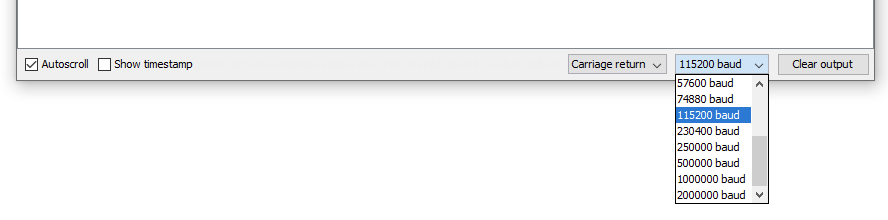 Autoscroll Show timestamp Carriage return 115200 baud Clear output
57600 baud
74880 baud
115200 baud
230400 baud
250000 baud
500000 baud
1000000 baud
2000000 baud